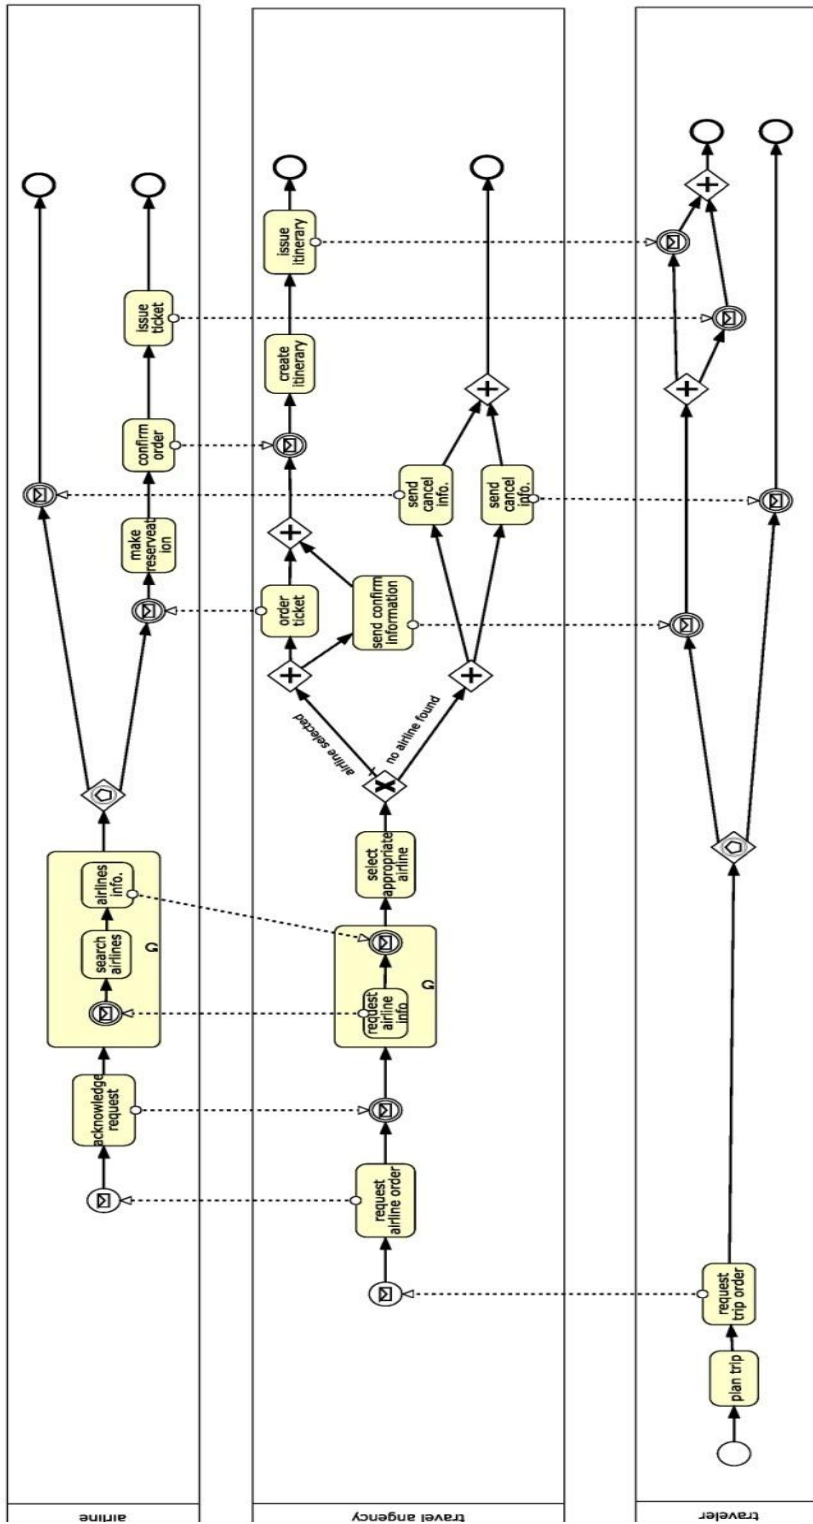 airline
acknowledge
request
search
airlines
airlines
info.
make
reserveat
ion
confirm
order
issue
ticket
travel angency
request
airline order
request
airline
info
select
appropriate
airline
airline selected
no airline found
order
ticket
send confirm
information
send
cancel
info.
send
cancel
info.
create
itinerary
issue
itinerary
traveler
plan trip
request
trip order